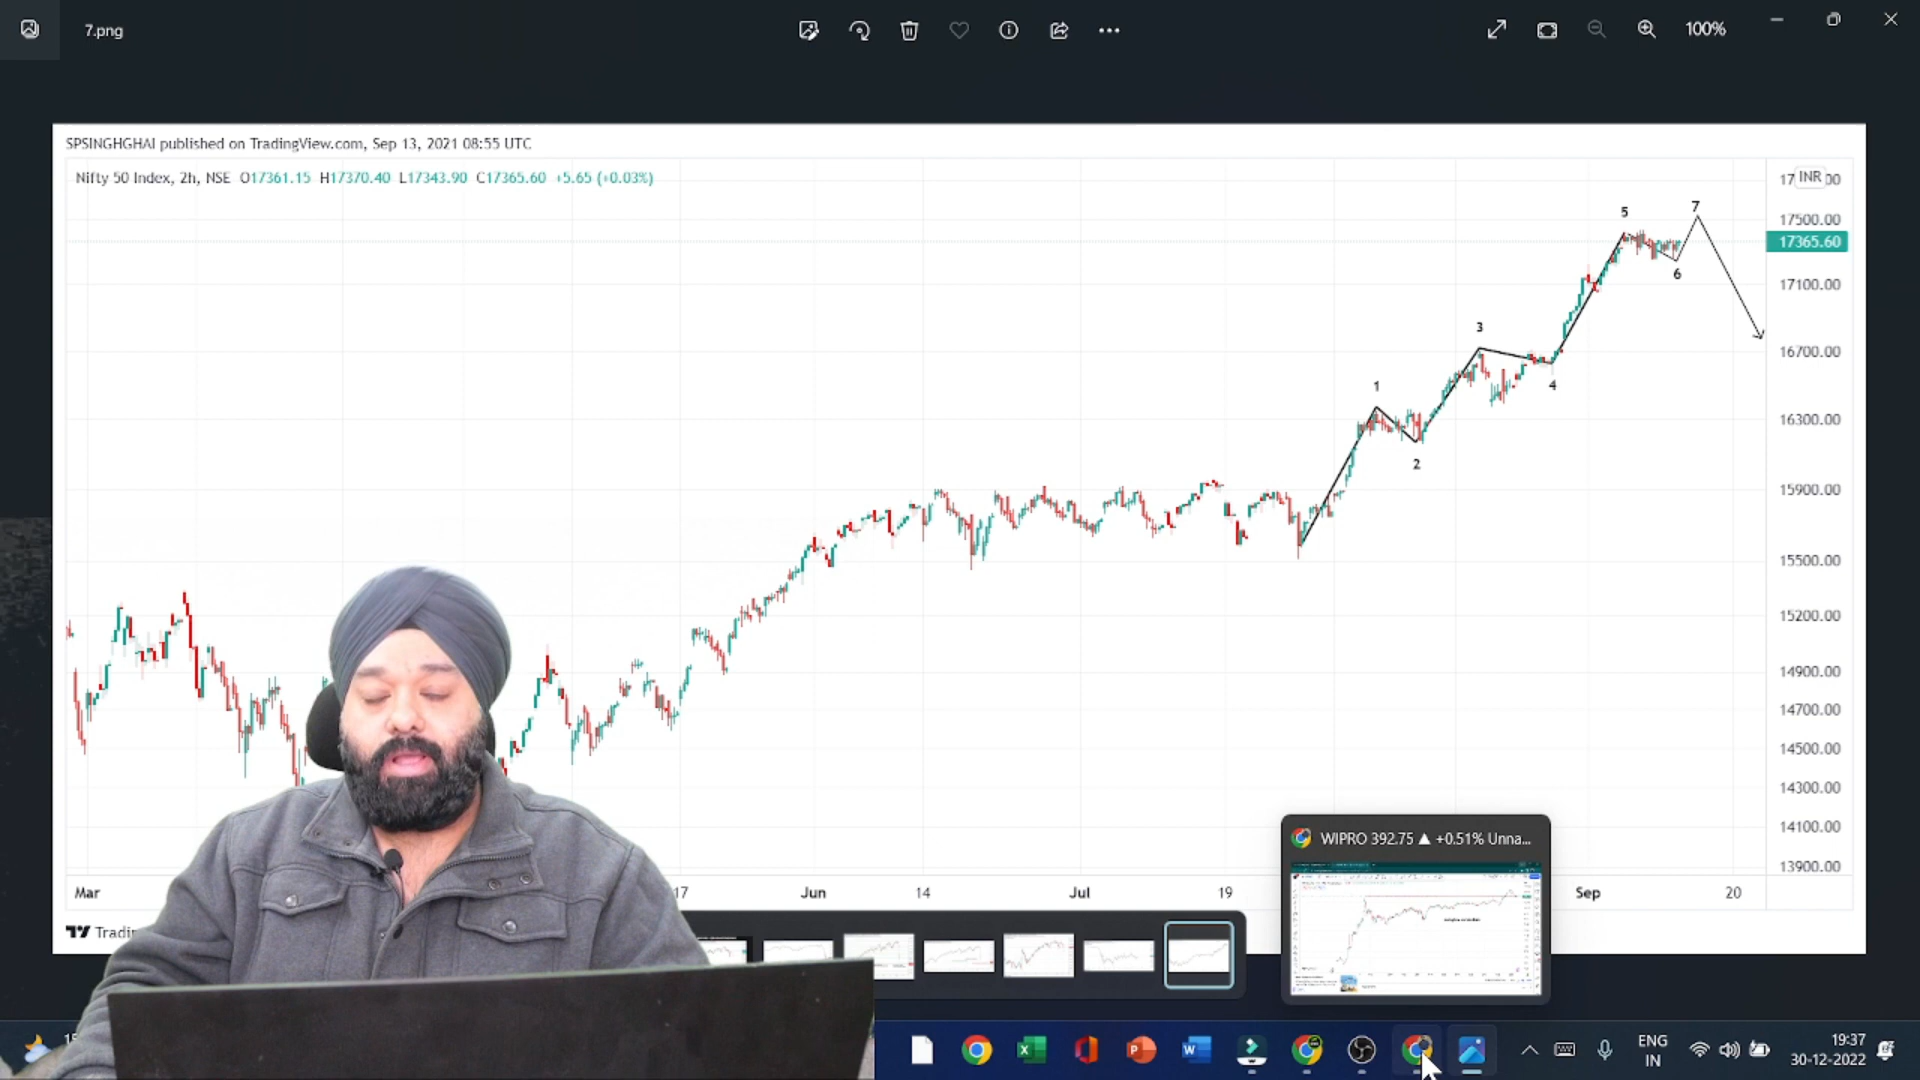 7.png
100%
SPSINGHGHAI published on TradingView.com, Sep 13, 2021 08:55 UTC
Nifty 50 Index, 2h, NSE O17361.15 H17370.40 L17343.90 C17365.60 +5.65 (+0.03%)
INR
17500.00
17365.60
17100.00
16700.00
16300.00
15900.00
15500.00
15200.00
14900.00
14700.00
14500.00
14300.00
14100.00
13900.00
5
7
6
3
4
1
2
Mar
17
Jun
14
Jul
19
Sep
20
WIPRO 392.75 ▲ +0.51% Unna...
ENG
IN
19:37
30-12-2022